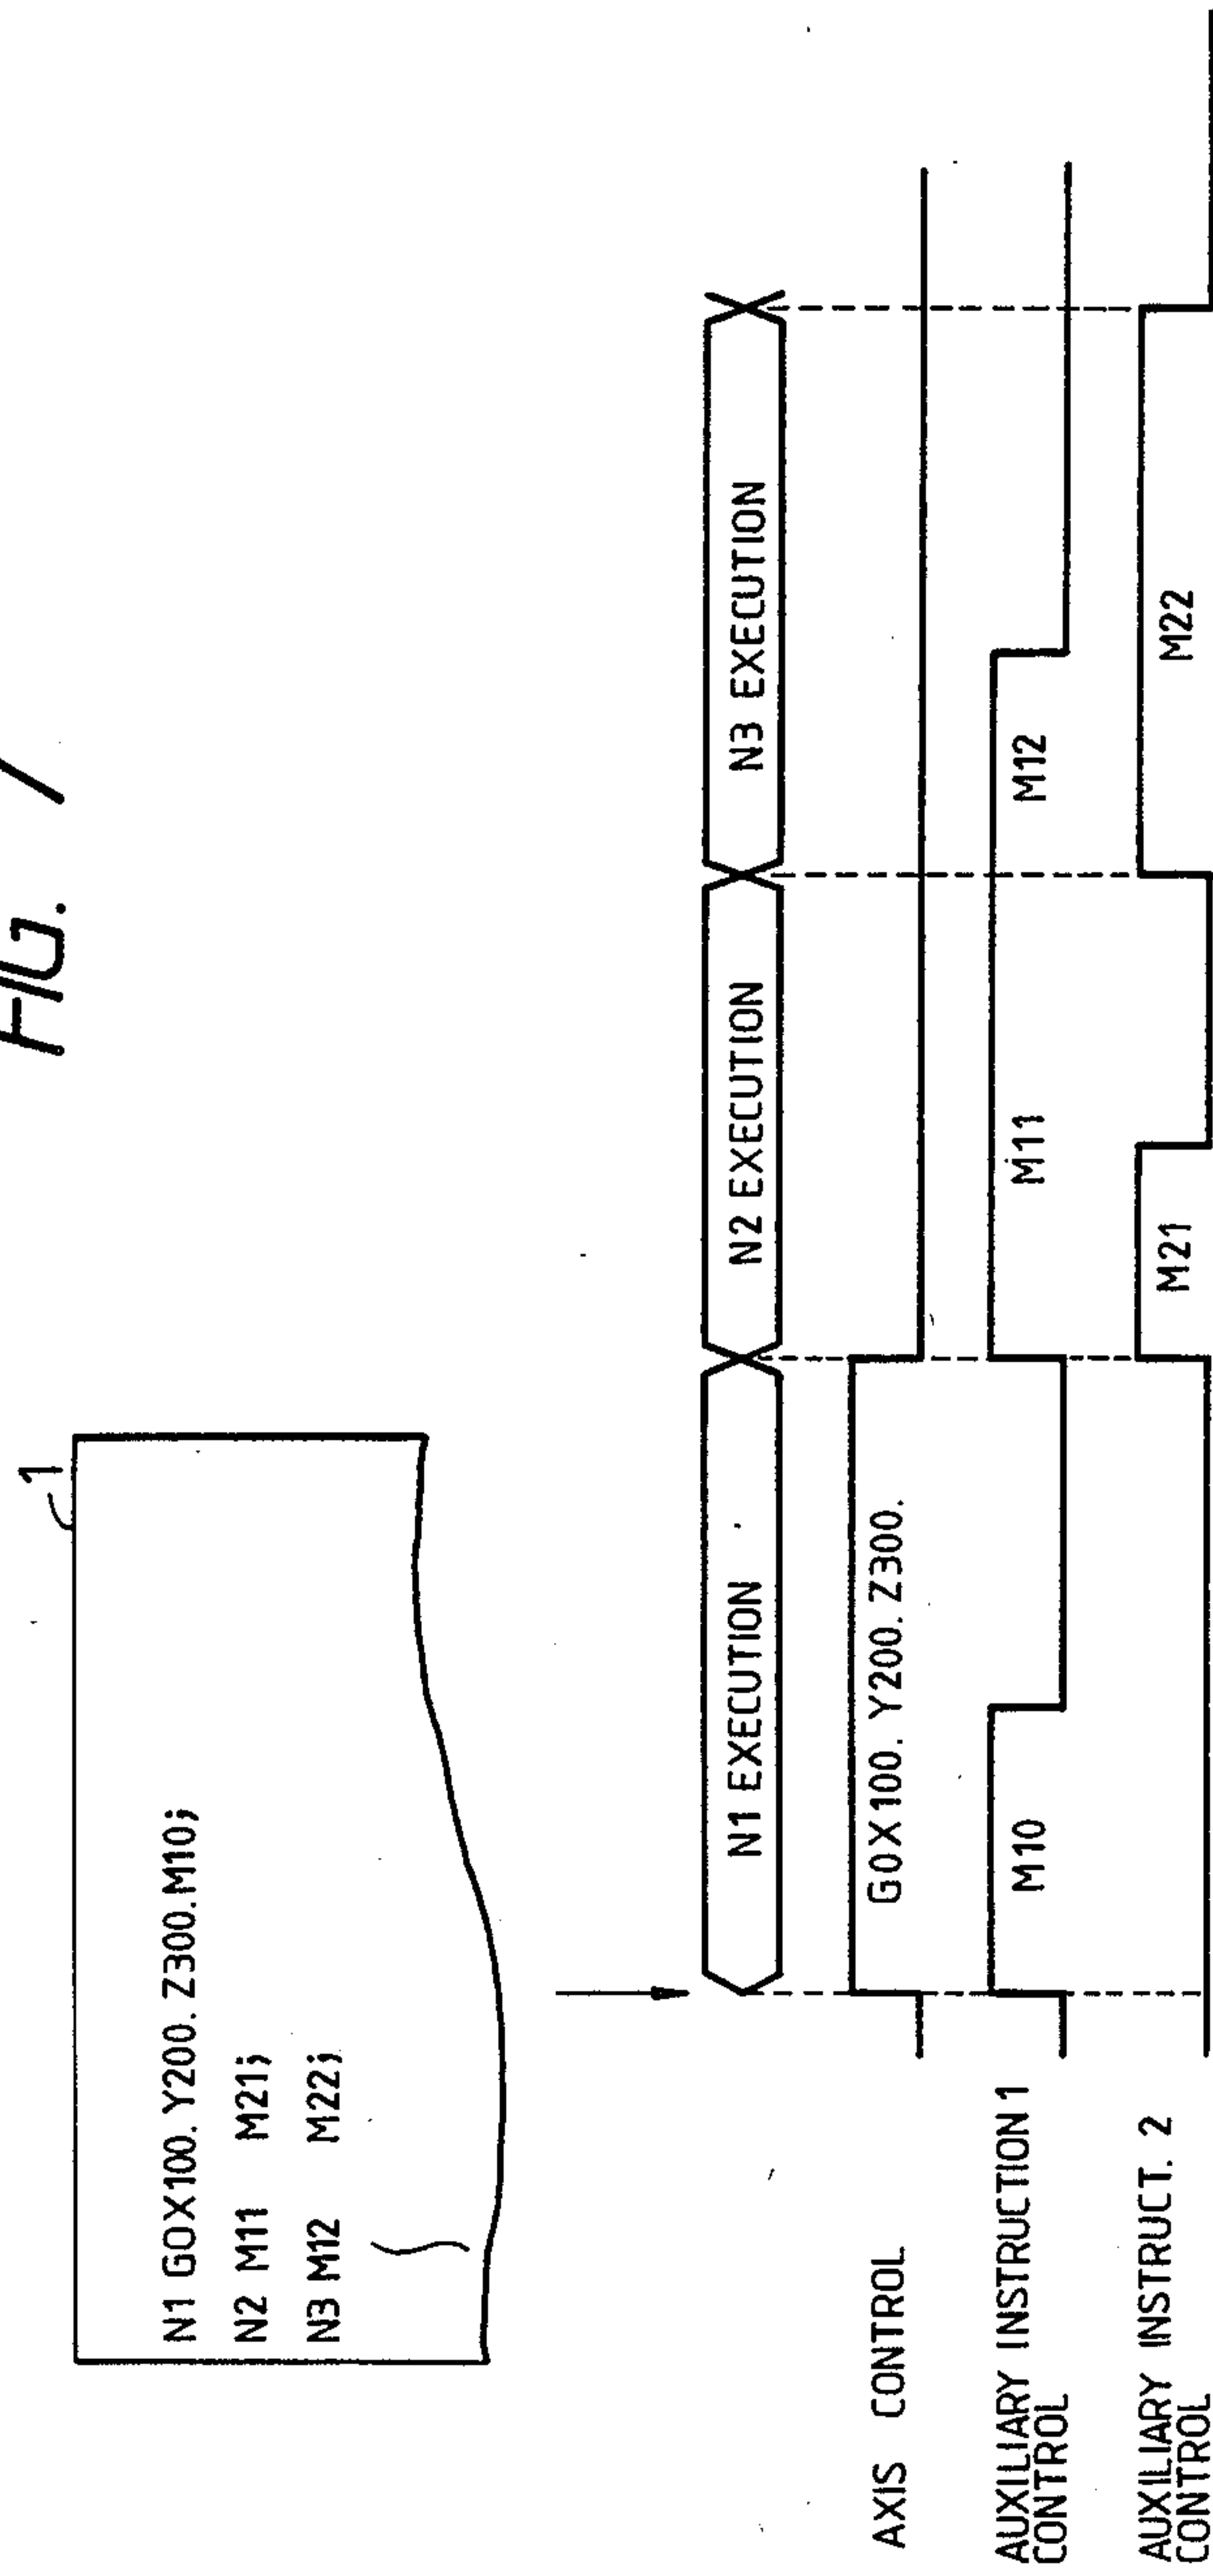 FIG. 1
1
N1 G0X100. Y200. Z300. M10;
N2 M11 M21;
N3 M12 M22;
N1 EXECUTION
N2 EXECUTION
N3 EXECUTION
AXIS CONTROL
G0X100. Y200. Z300.
AUXILIARY INSTRUCTION 1
CONTROL
M10
M11
M12
AUXILIARY INSTRUCT. 2
CONTROL
M21
M22